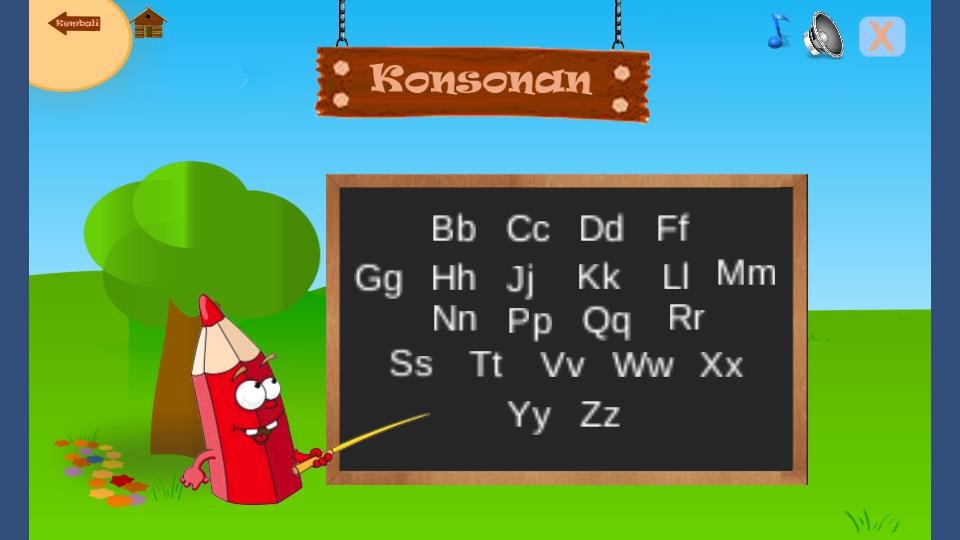 Kembali
Konsonan
X
Bb Cc Dd Ff
Gg Hh Jj Kk Ll Mm
Nn Pp Qq Rr
Ss Tt Vv Ww Xx
Yy Zz